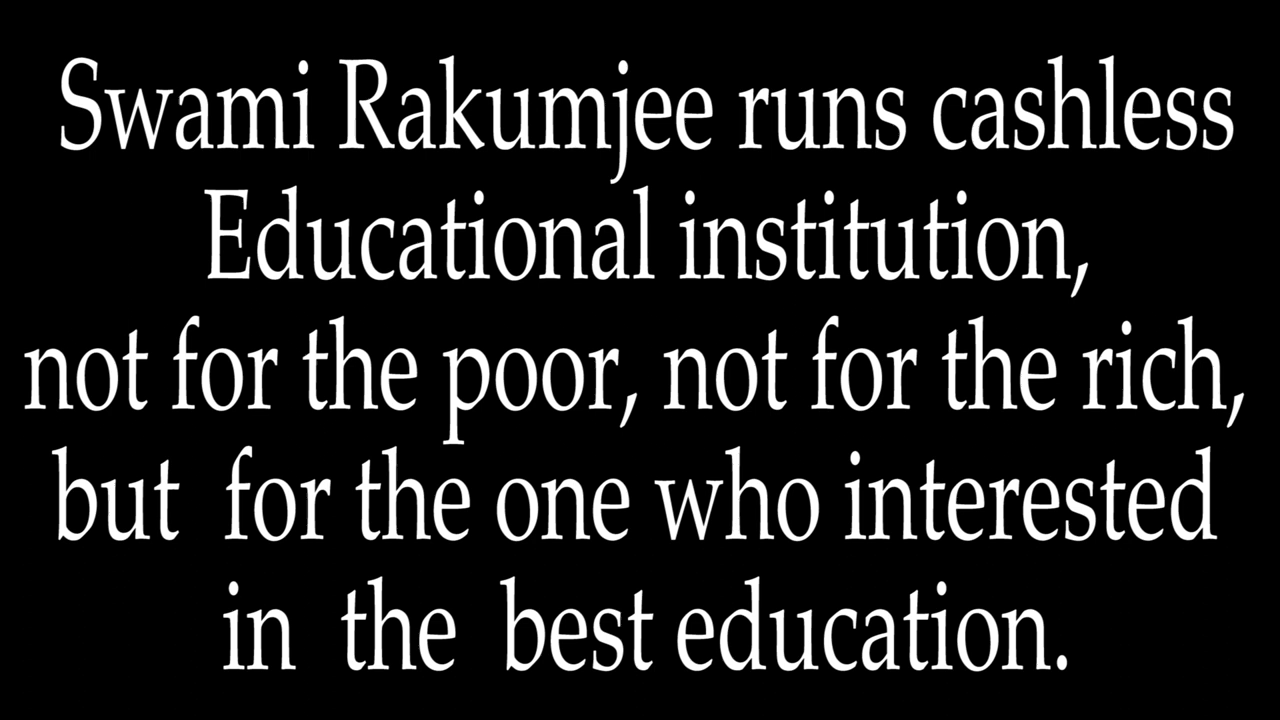 Swami Rakumjee runs cashless
Educational institution,
not for the poor, not for the rich,
but for the one who interested
in the best education.